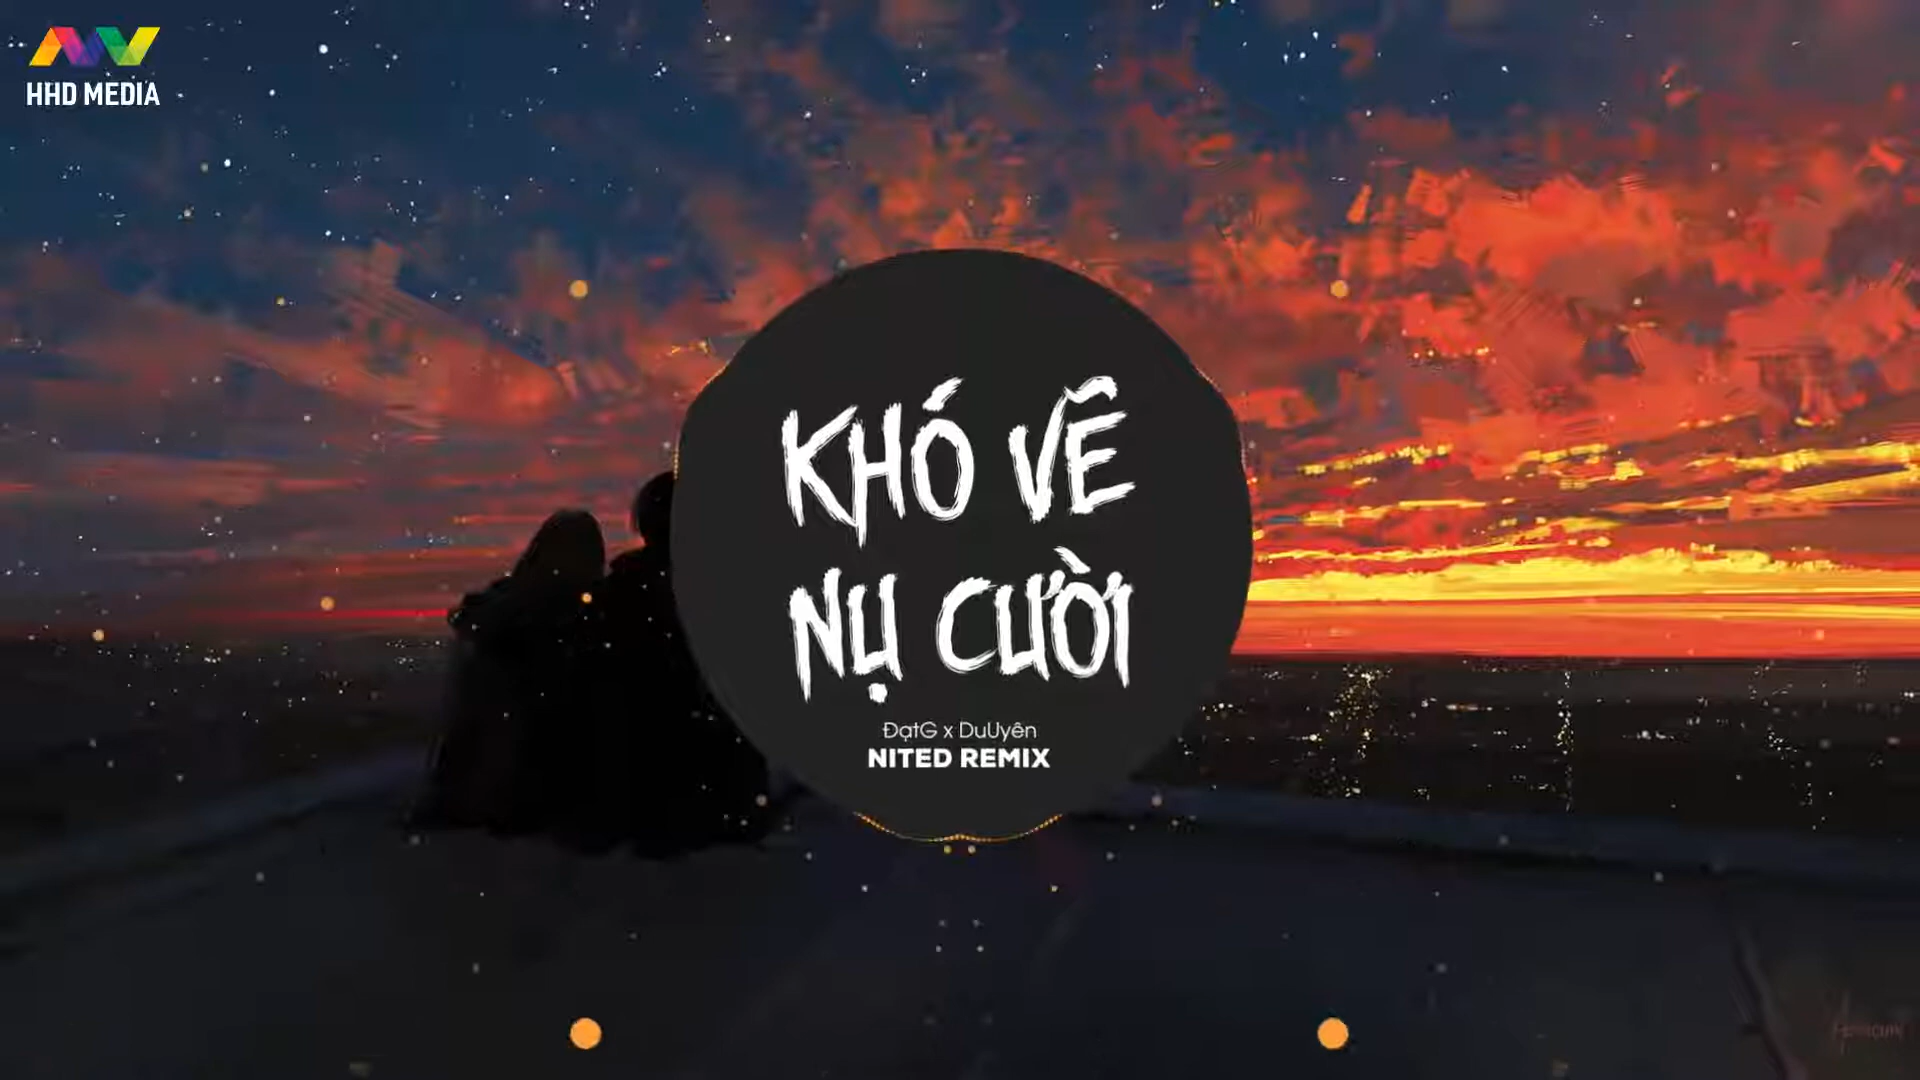 HHD MEDIA
KHÓ VẼ
NỤ CƯỜI
ĐạtG x DuUyên
NITED REMIX